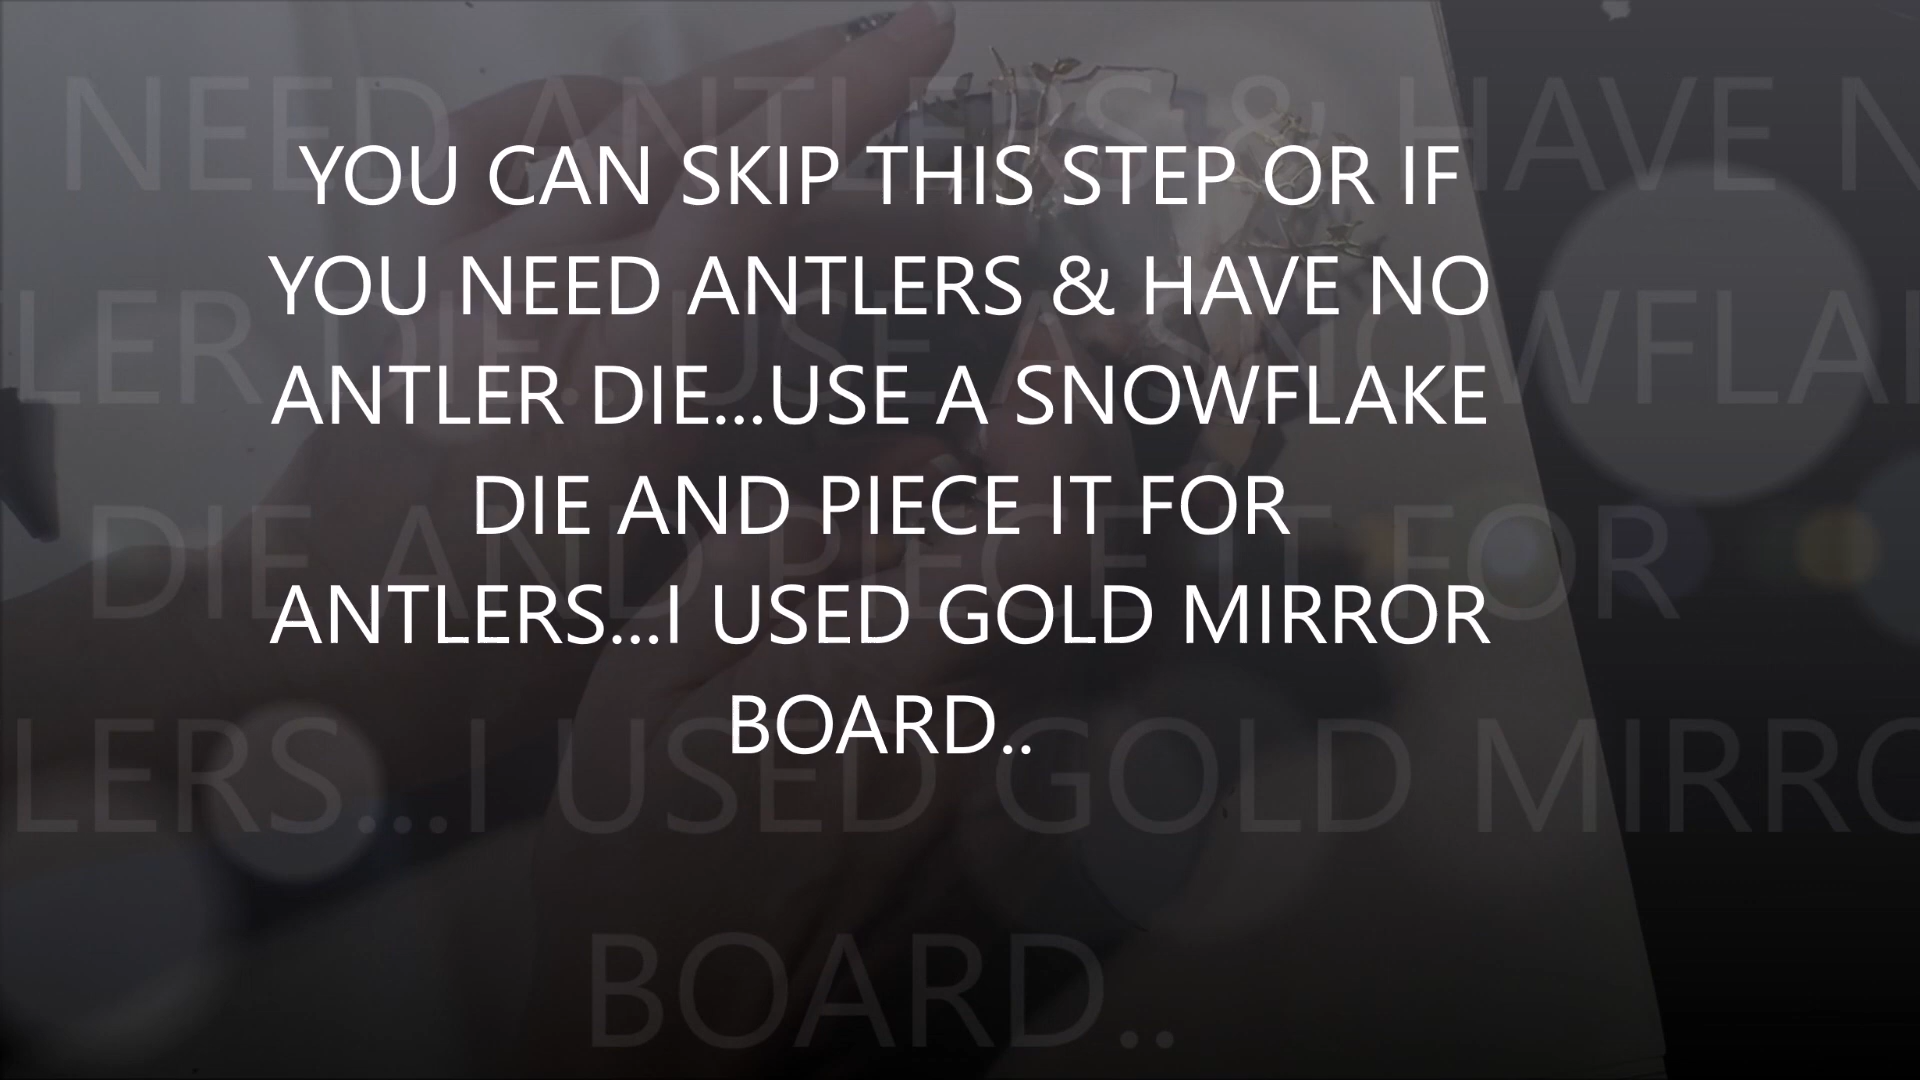 YOU CAN SKIP THIS STEP OR IF
YOU NEED ANTLERS & HAVE NO
ANTLER DIE...USE A SNOWFLAKE
DIE AND PIECE IT FOR
ANTLERS...I USED GOLD MIRROR
BOARD..